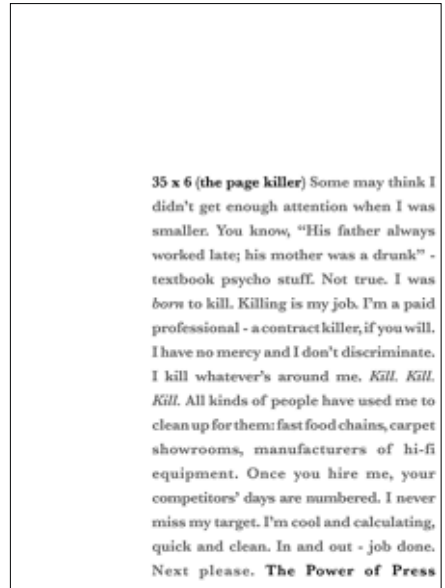 35 x 6 (the page killer) Some may think I
didn't get enough attention when I was
smaller. You know, “His father always
worked late; his mother was a drunk” -
textbook psycho stuff. Not true. I was
born to kill. Killing is my job. I'm a paid
professional - a contract killer, if you will.
I have no mercy and I don't discriminate.
I kill whatever's around me. Kill. Kill.
Kill. All kinds of people have used me to
clean up for them: fast food chains, carpet
showrooms, manufacturers of hi-fi
equipment. Once you hire me, your
competitors' days are numbered. I never
miss my target. I'm cool and calculating,
quick and clean. In and out - job done.
Next please. The Power of Press